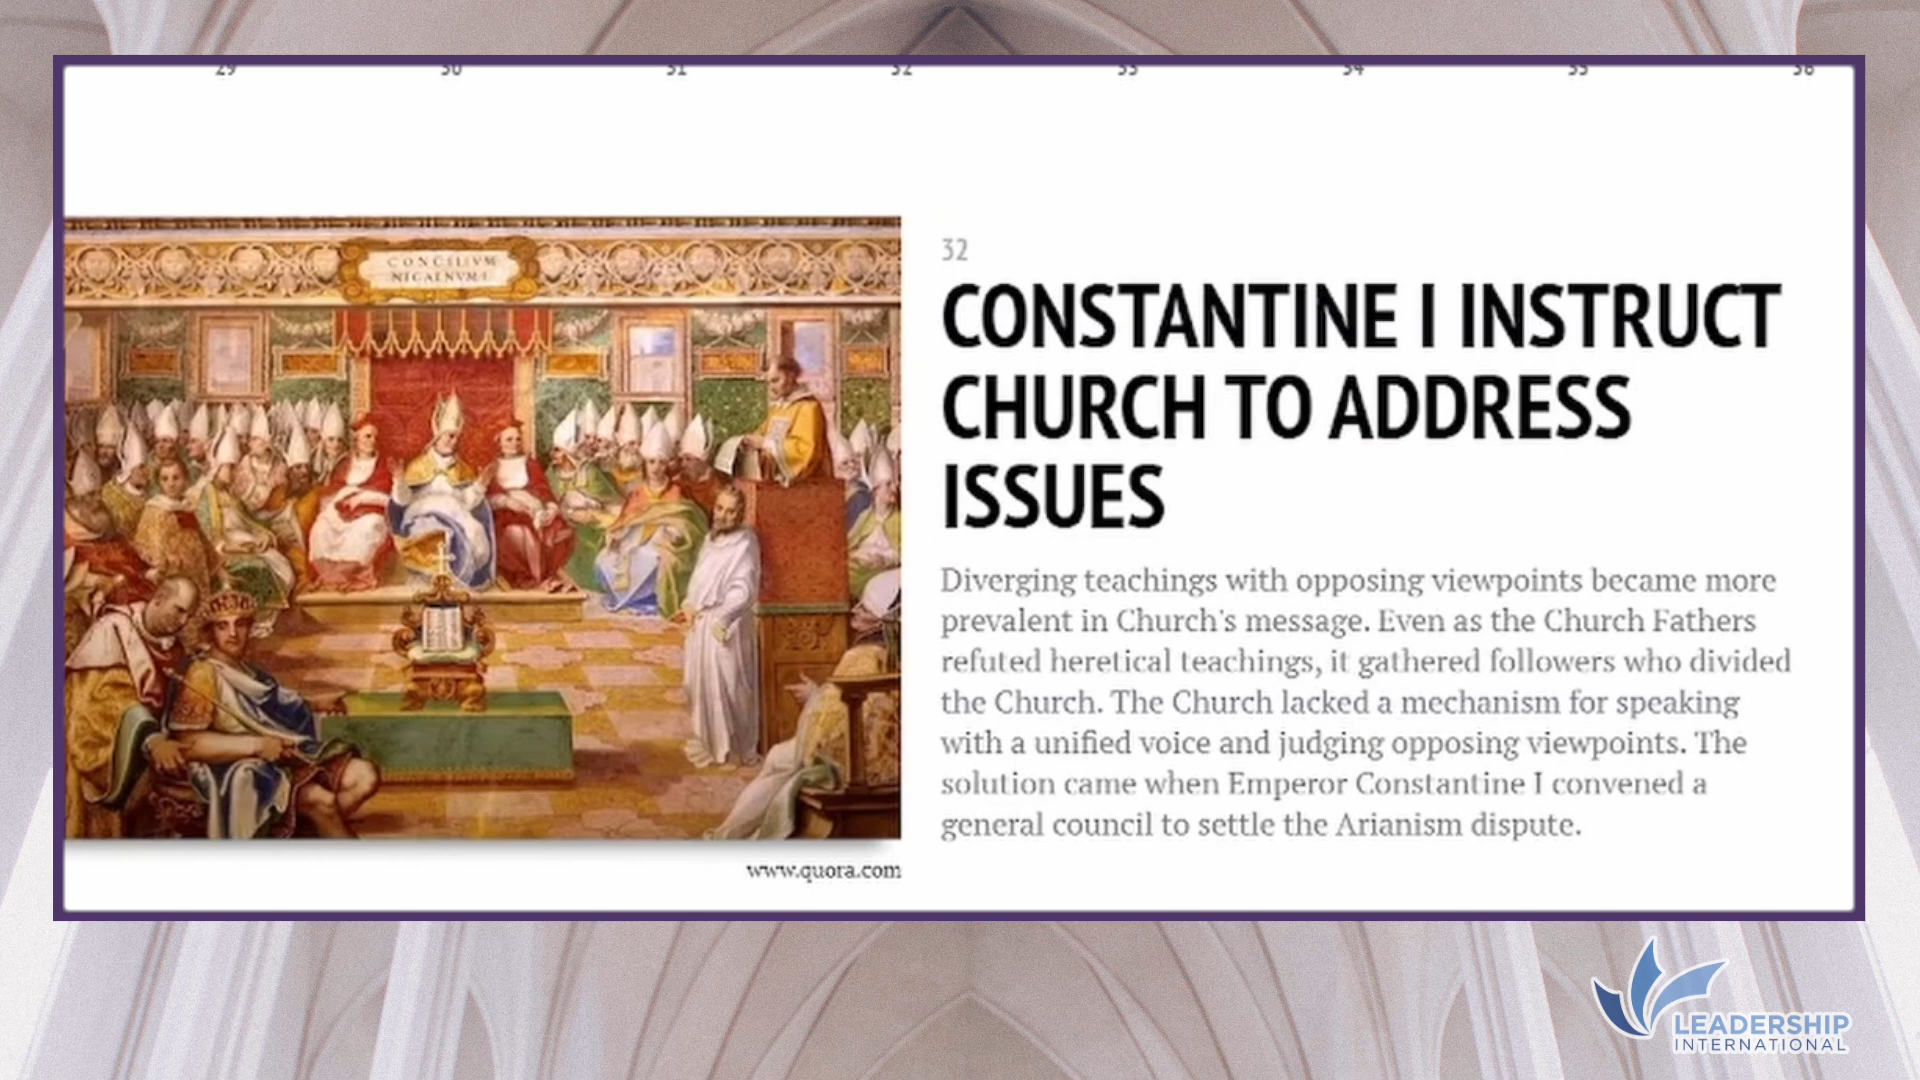 29 30 31 32 33 34 35 36
CONCILIVM
NICAENVM I
32
CONSTANTINE I INSTRUCT
CHURCH TO ADDRESS
ISSUES
Diverging teachings with opposing viewpoints became more
prevalent in Church's message. Even as the Church Fathers
refuted heretical teachings, it gathered followers who divided
the Church. The Church lacked a mechanism for speaking
with a unified voice and judging opposing viewpoints. The
solution came when Emperor Constantine I convened a
general council to settle the Arianism dispute.
www.quora.com
LEADERSHIP
INTERNATIONAL